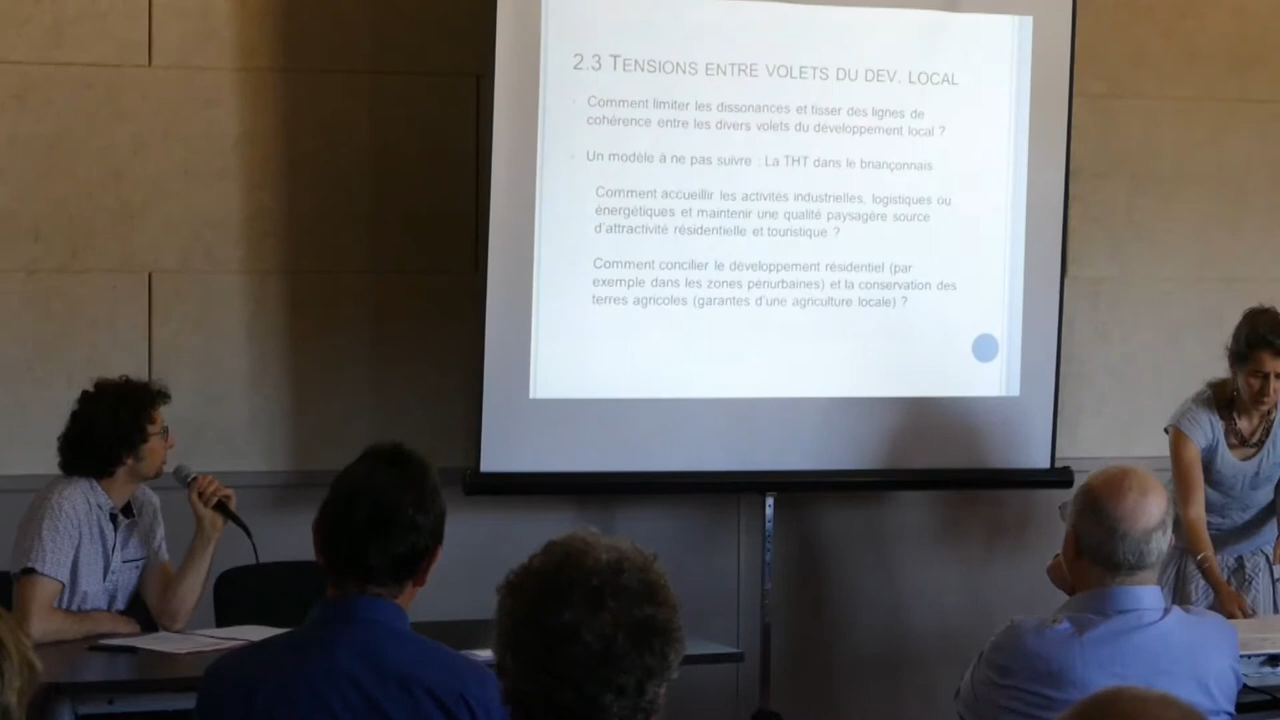 2.3 TENSIONS ENTRE VOLETS DU DEV. LOCAL
Comment limiter les dissonances et tisser des lignes de
cohérence entre les divers volets du développement local ?
Un modèle à ne pas suivre : La THT dans le briançonnais
Comment accueillir les activités industrielles, logistiques ou
énergétiques et maintenir une qualité paysagère source
d'attractivité résidentielle et touristique ?
Comment concilier le développement résidentiel (par
exemple dans les zones périurbaines) et la conservation des
terres agricoles (garantes d'une agriculture locale) ?